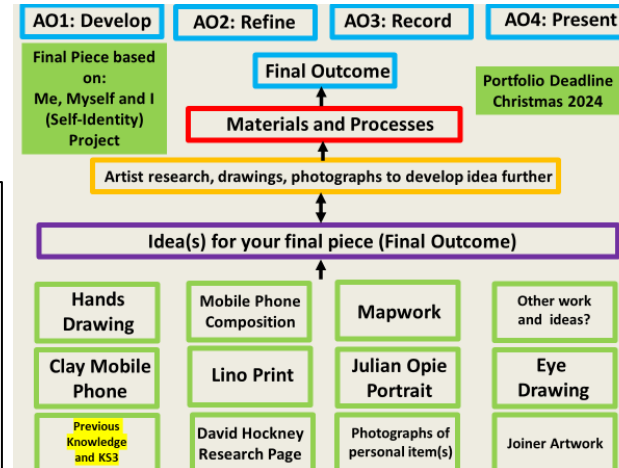 AO1: Develop
AO2: Refine
AO3: Record
AO4: Present
Final Piece based
on:
Me, Myself and I
(Self-Identity)
Project
Final Outcome
Portfolio Deadline
Christmas 2024
Materials and Processes
Artist research, drawings, photographs to develop idea further
Idea(s) for your final piece (Final Outcome)
Hands
Drawing
Mobile Phone
Composition
Mapwork
Other work
and ideas?
Clay Mobile
Phone
Lino Print
Julian Opie
Portrait
Eye
Drawing
Previous
Knowledge
and KS3
David Hockney
Research Page
Photographs of
personal item(s)
Joiner Artwork